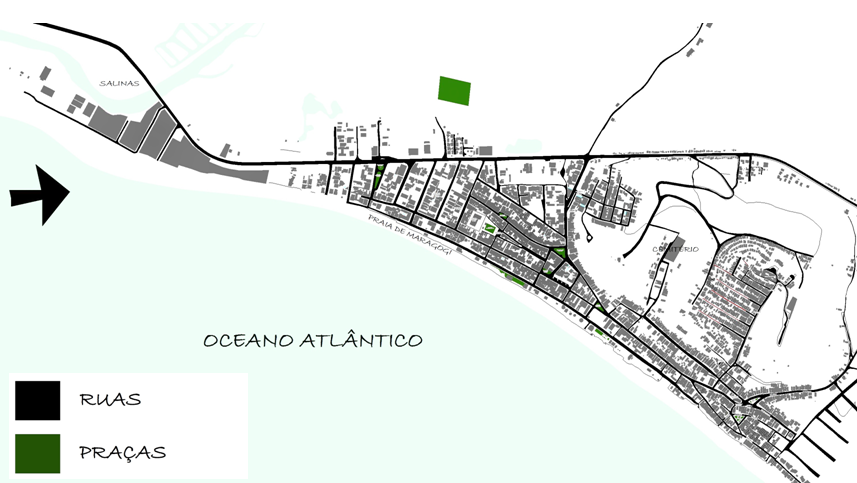 SALINAS
PRAIA DE MARAGOGI
CEMITÉRIO
OCEANO ATLÂNTICO
RUAS
PRAÇAS